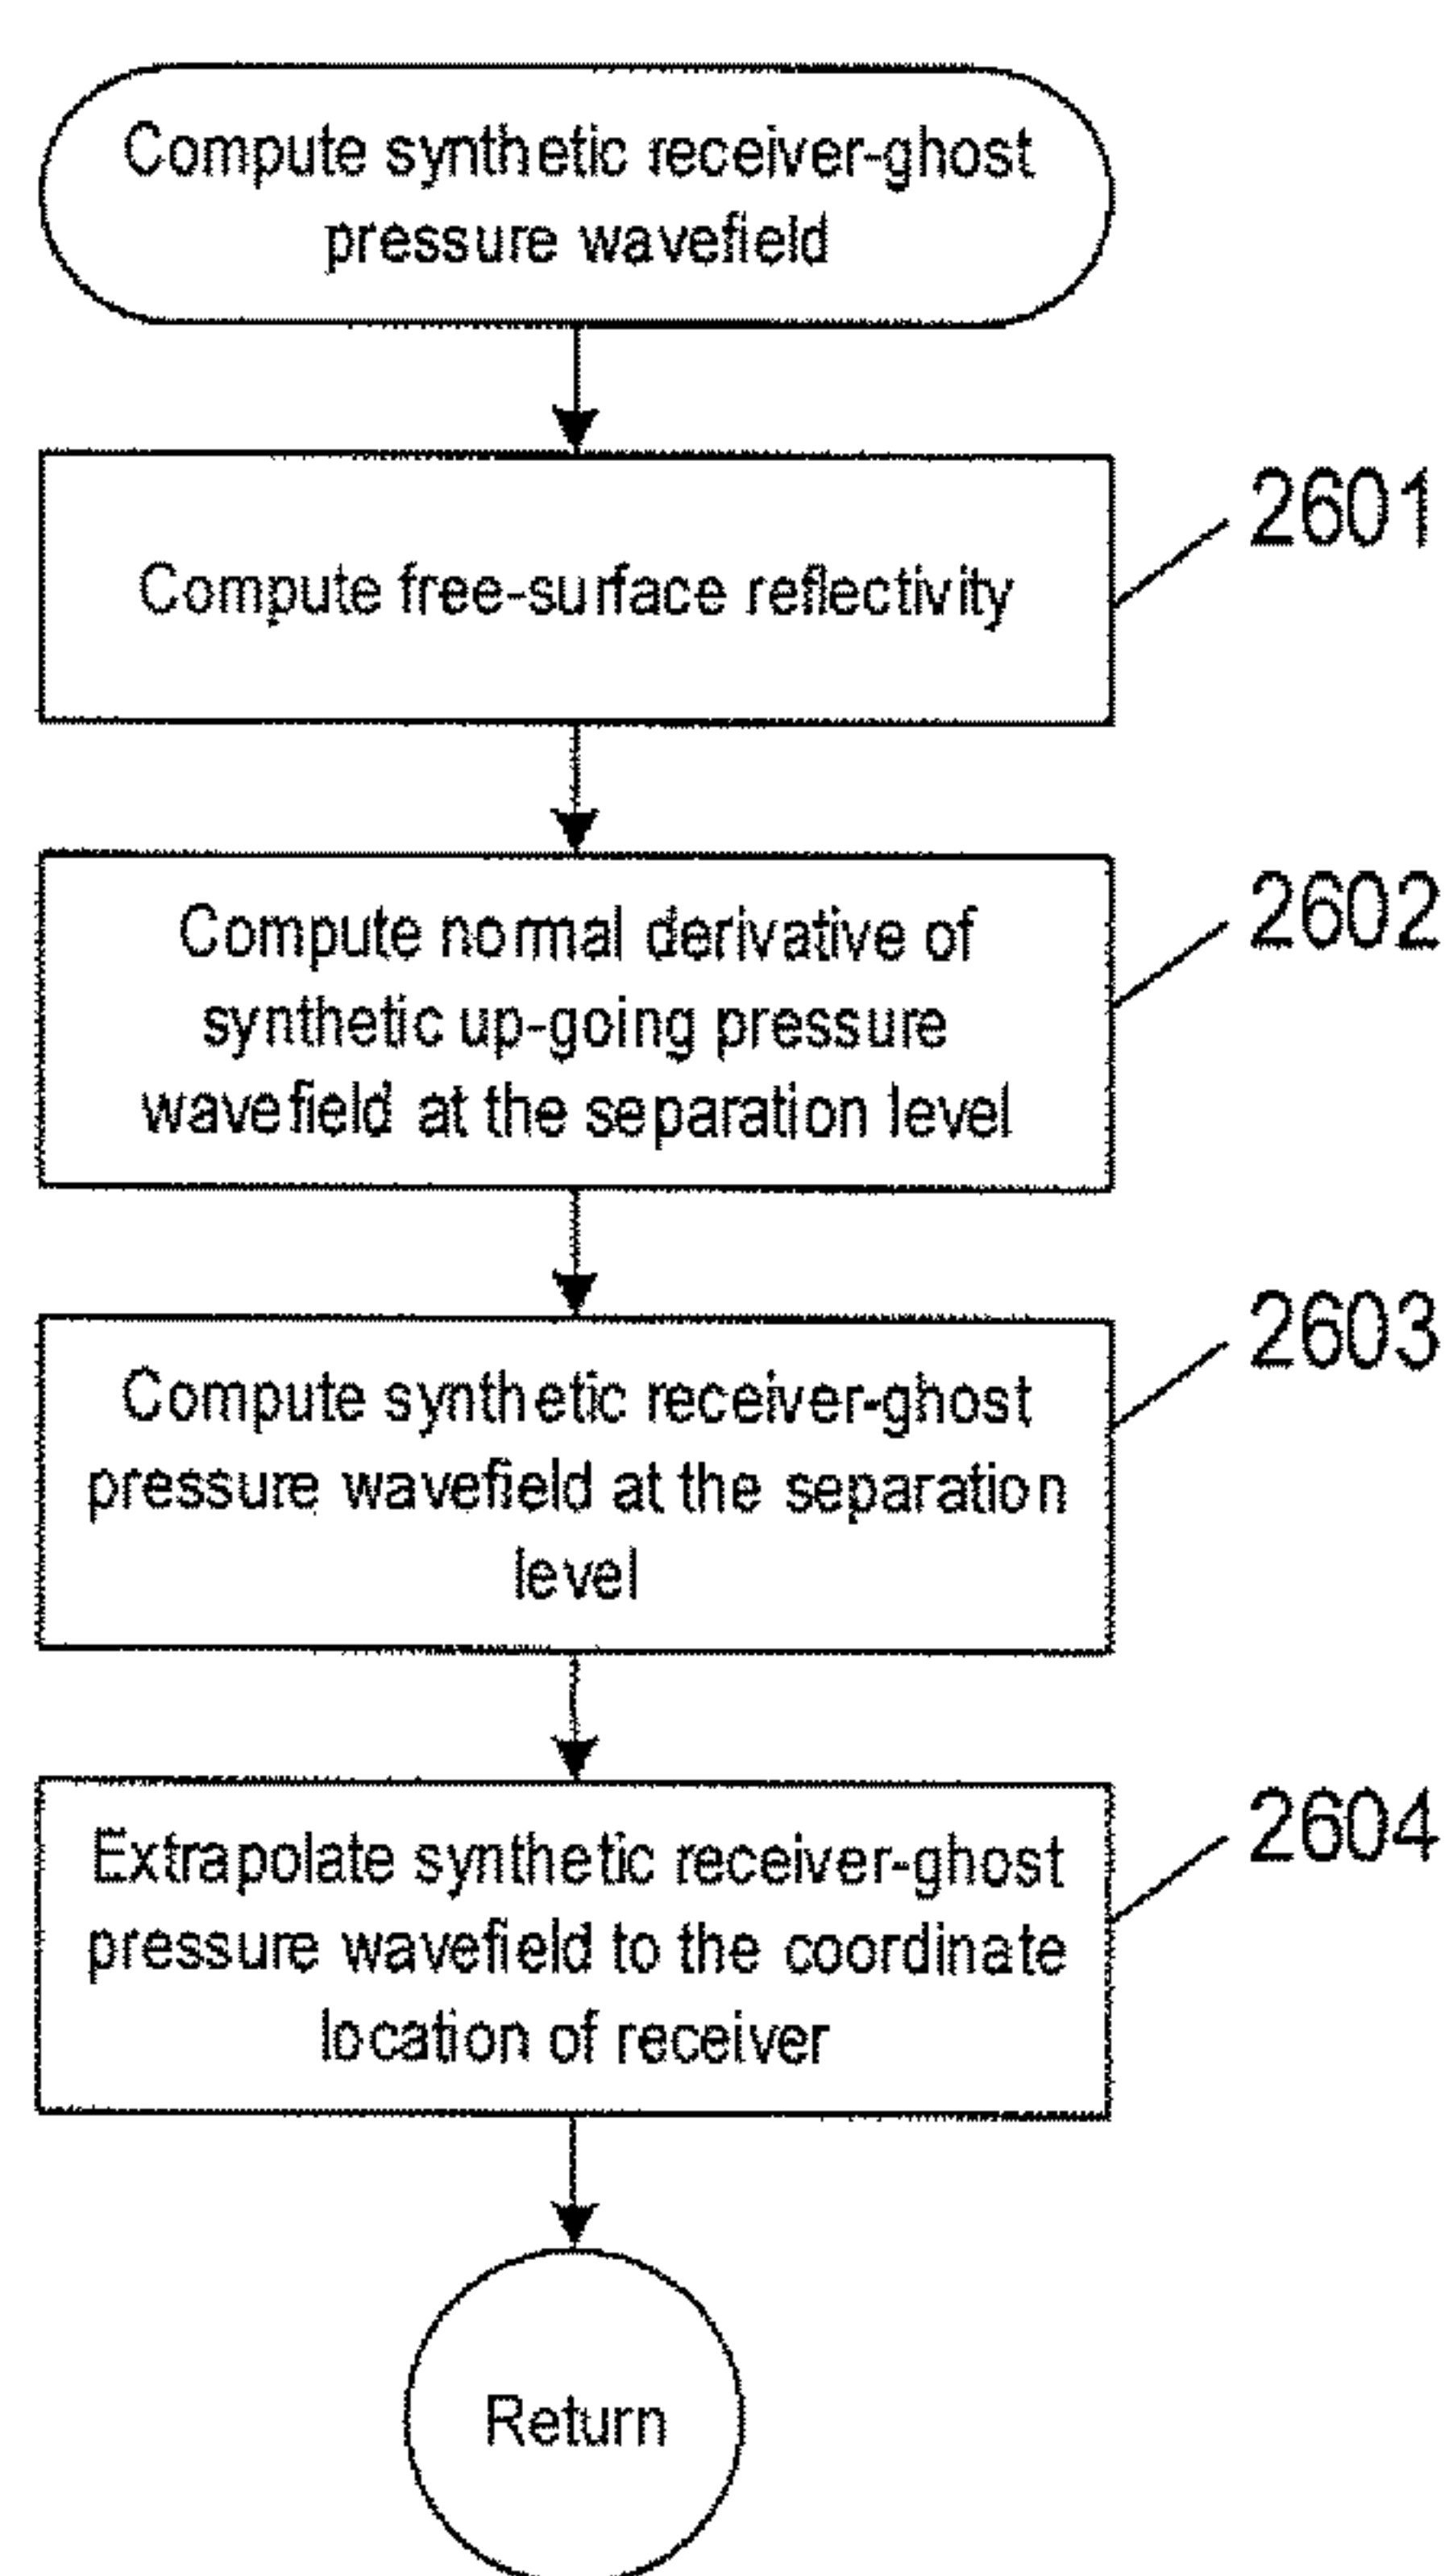 Compute synthetic receiver-ghost
pressure wavefield
Compute free-surface reflectivity
2601
Compute normal derivative of
synthetic up-going pressure
wavefield at the separation level
2602
Compute synthetic receiver-ghost
pressure wavefield at the separation
level
2603
Extrapolate synthetic receiver-ghost
pressure wavefield to the coordinate
location of receiver
2604
Return